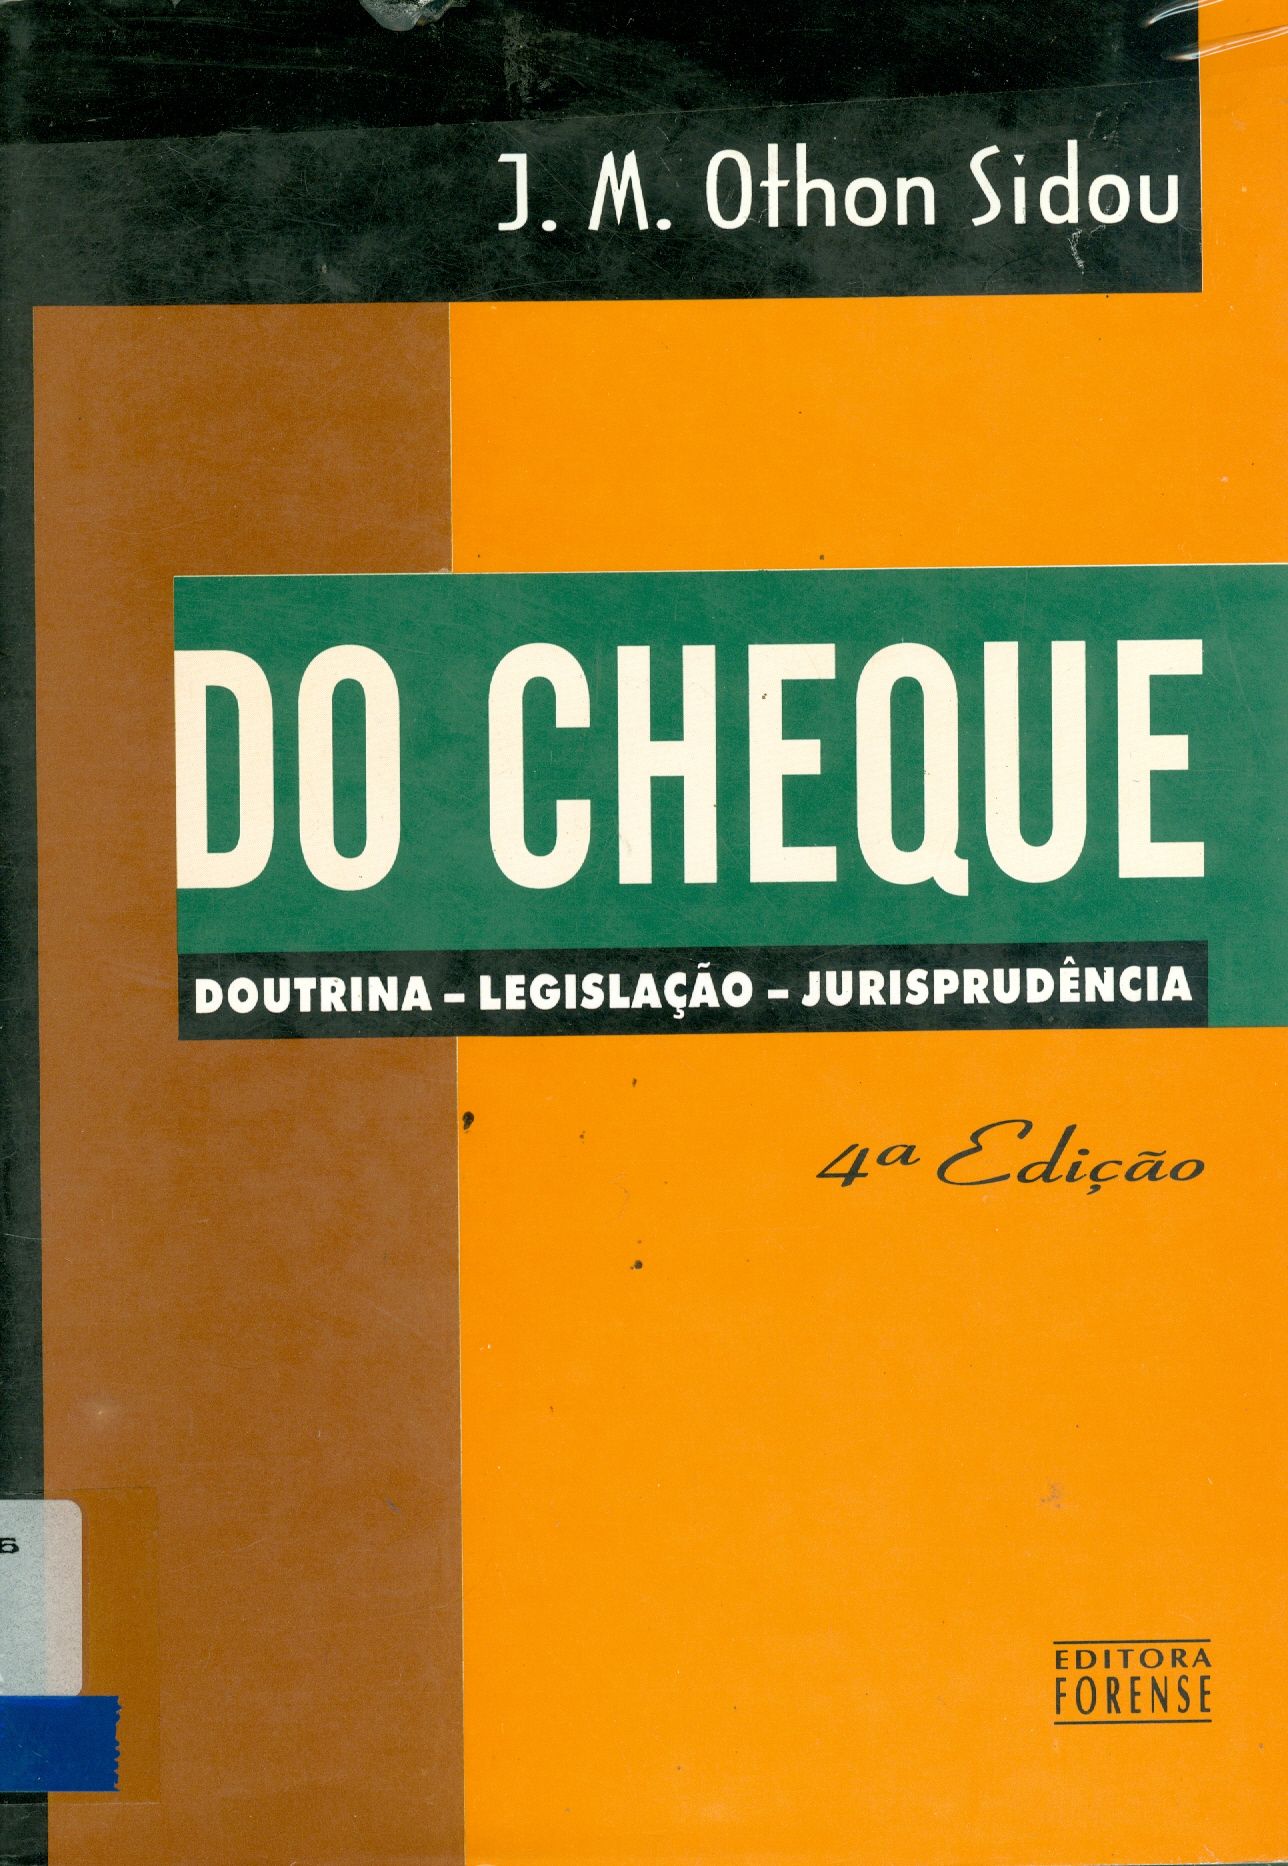 J. M. Othon Sidou
DO CHEQUE
DOUTRINA – LEGISLAÇÃO – JURISPRUDÊNCIA
4ª Edição
EDITORA
FORENSE